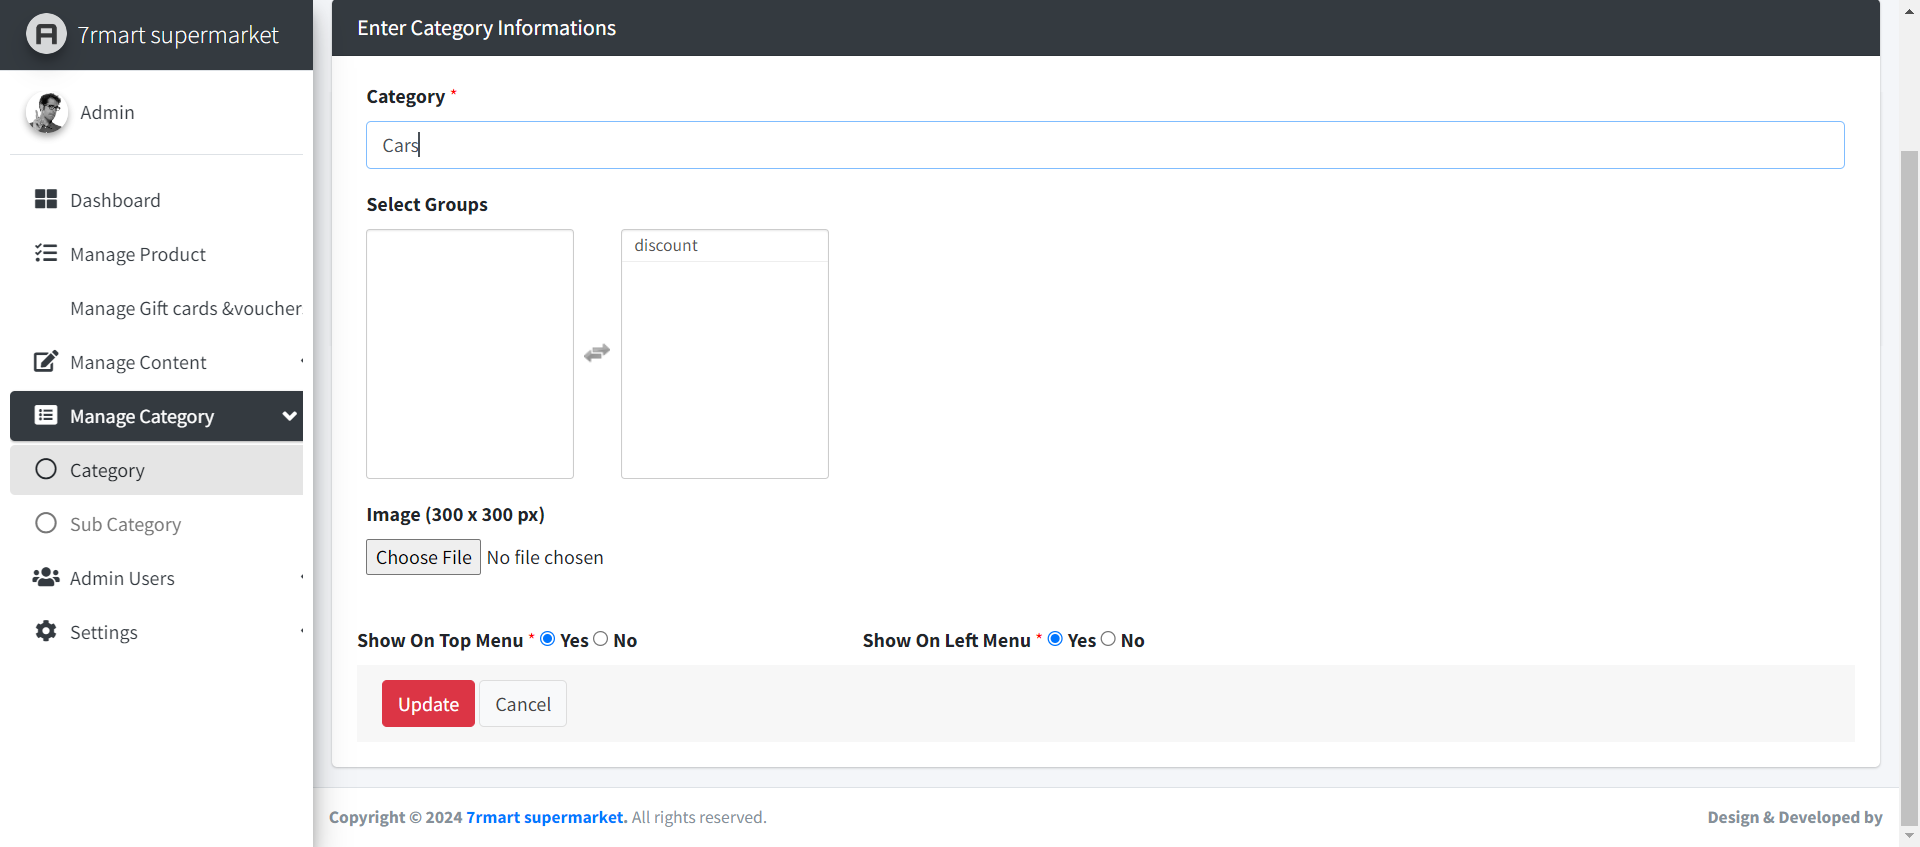 7rmart supermarket
Admin
Dashboard
Manage Product
Manage Gift cards &voucher
Manage Content
Manage Category
Category
Sub Category
Admin Users
Settings
Enter Category Informations
Category *
Cars
Select Groups
discount
Image (300 x 300 px)
Choose File No file chosen
Show On Top Menu * Yes No Show On Left Menu * Yes No
Update Cancel
Copyright © 2024 7rmart supermarket. All rights reserved. Design & Developed by